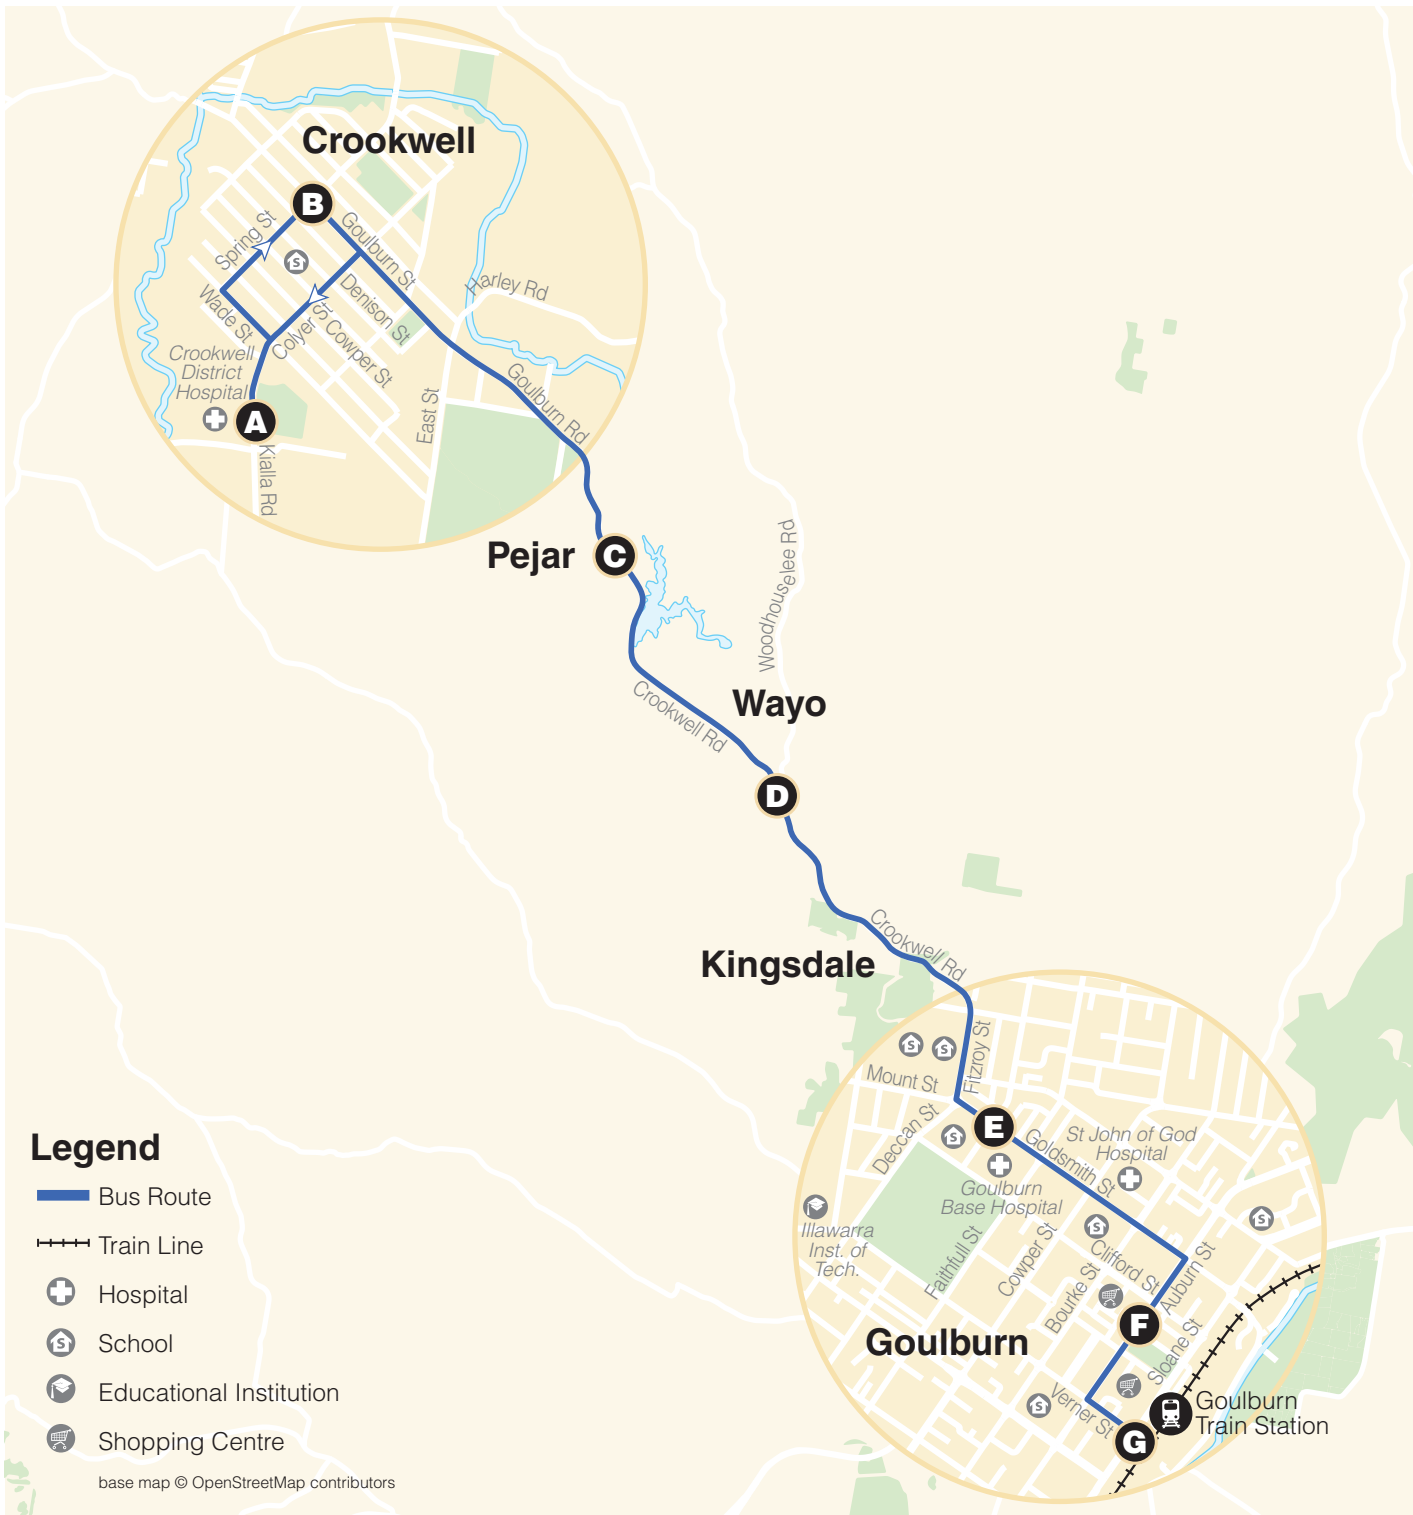 Crookwell
B
Spring St
Goulburn St
S
Harley Rd
Wade St
Denison St
Colyer St
Cowper St
Crookwell
District
Hospital
A
East St
Goulburn Rd
Kialla Rd
Pejar
C
Woodhouselee Rd
Crookwell Rd
Wayo
D
Crookwell Rd
Kingsdale
Fitzroy St
S
S
Mount St
Deccan St
S
E
Goldsmith St
St John of God
Hospital
Goulburn
Base Hospital
Illawarra
Inst. of
Tech.
S
S
Faithfull St
Cowper St
Clifford St
Bourke St
Auburn St
F
Goulburn
Sloane St
S
Verner St
Goulburn
Train Station
G
Legend
Bus Route
Train Line
Hospital
S
School
Educational Institution
Shopping Centre
base map © OpenStreetMap contributors